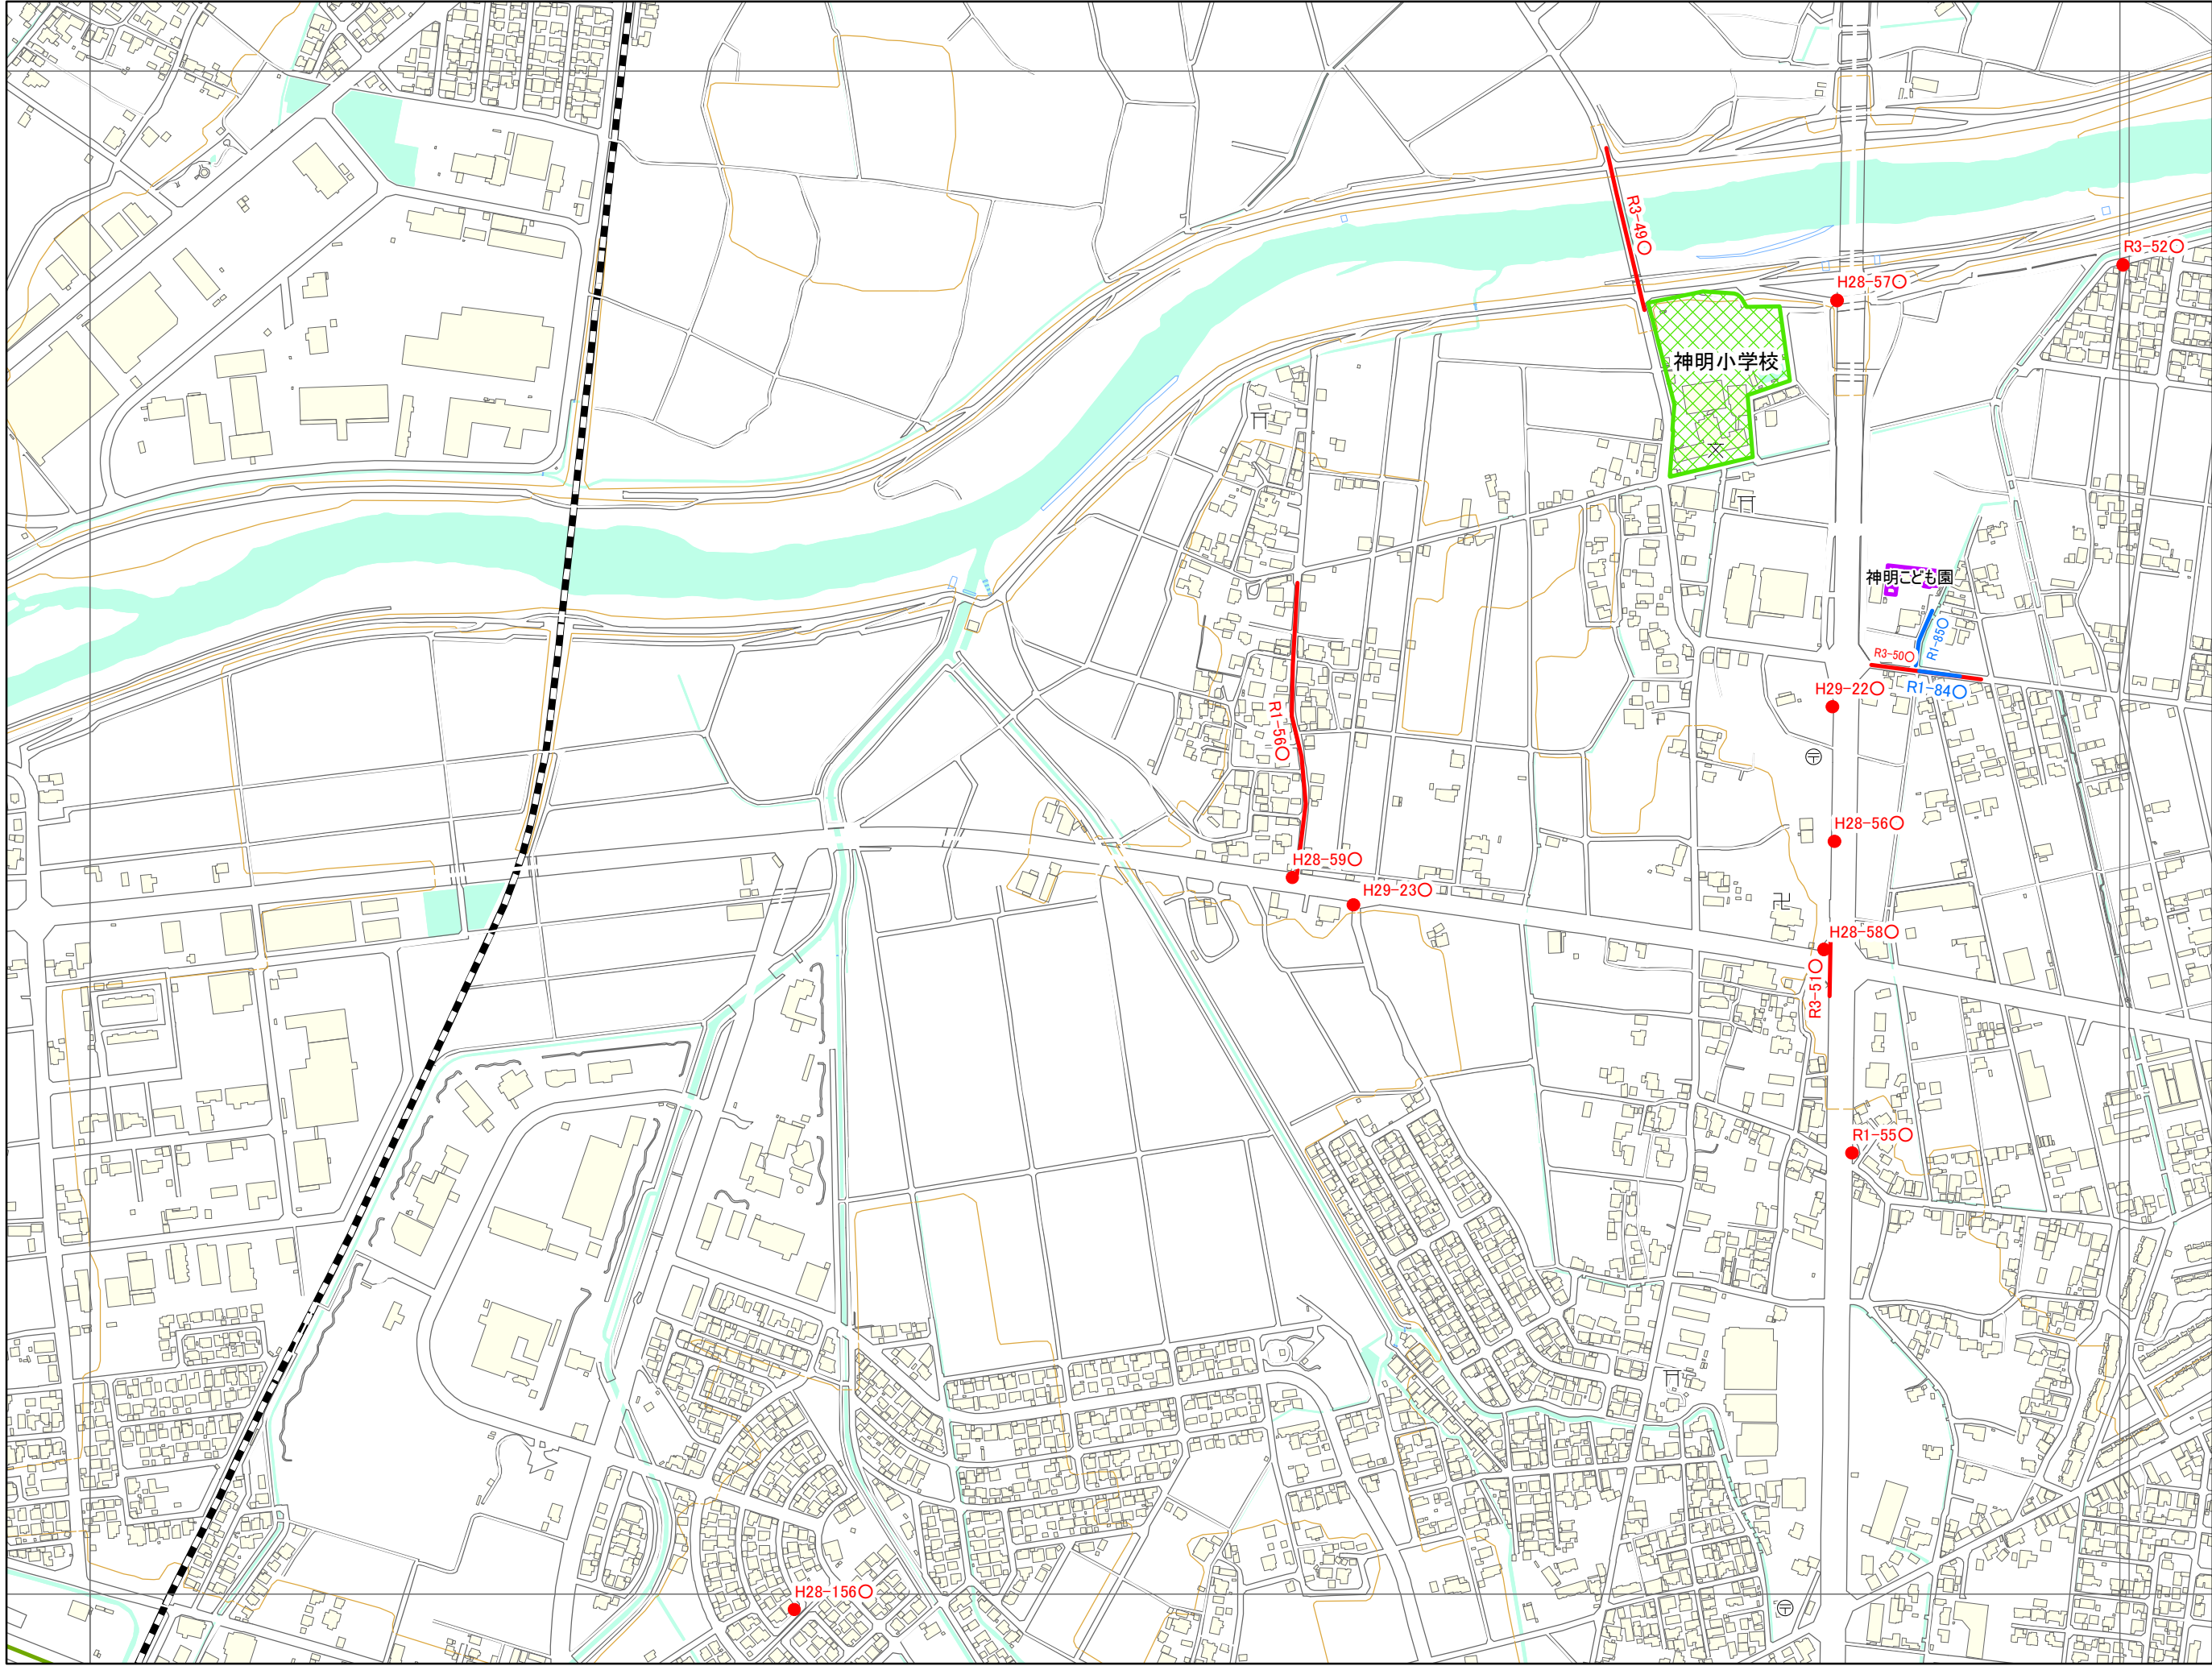 R3-49○
R3-52○
H28-57○
神明小学校
文
神明こども園
R1-85○
R3-50○
R1-84○
H29-22○
R1-56○
〒
H28-56○
H28-59○
H29-23○
卍
H28-58○
R3-51○
R1-55○
H28-156○
〒